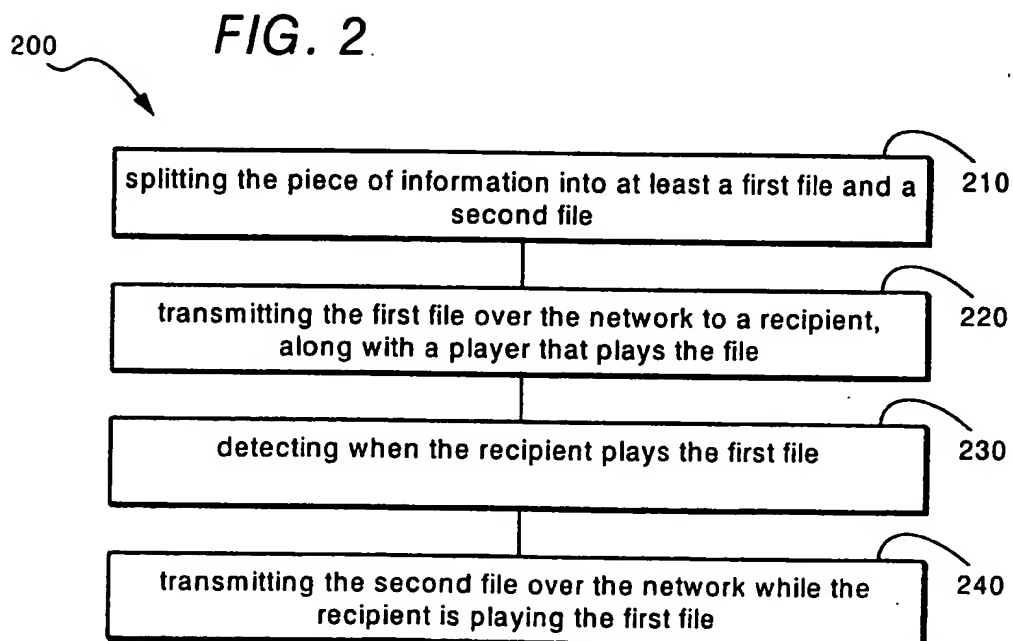 FIG. 2
200
splitting the piece of information into at least a first file and a
second file
210
transmitting the first file over the network to a recipient,
along with a player that plays the file
220
detecting when the recipient plays the first file
230
transmitting the second file over the network while the
recipient is playing the first file
240